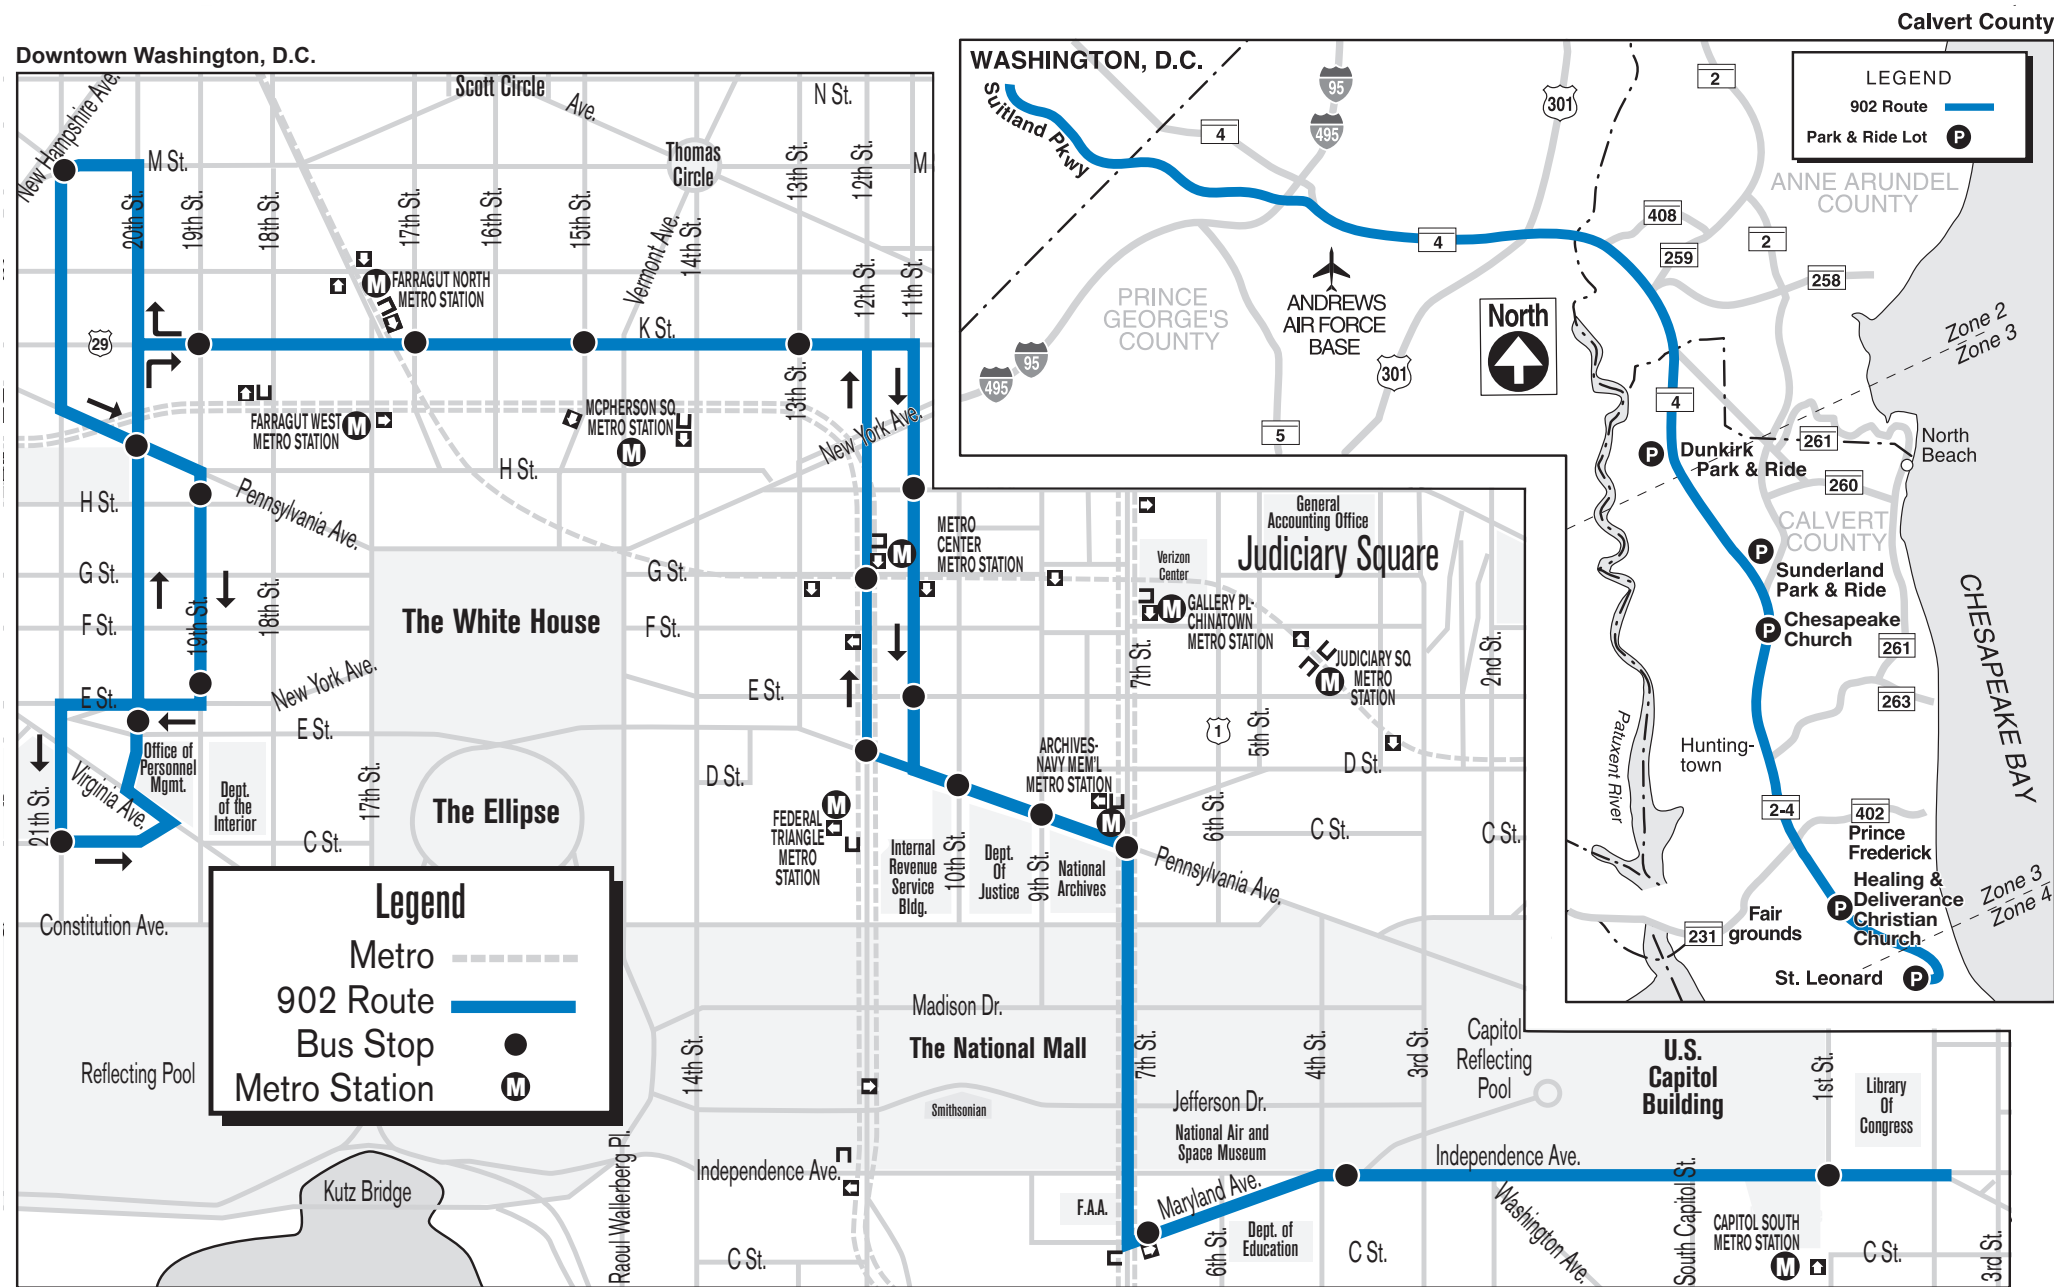 Downtown Washington, D.C.
Calvert County
New Hampshire Ave.
M St.
Scott Circle
Ave.
N St.
Thomas
Circle
M
20th St.
19th St.
18th St.
17th St.
16th St.
15th St.
Vermont Ave.
14th St.
13th St.
12th St.
12th St.
11th St.
M
FARRAGUT NORTH
METRO STATION
K St.
29
13th St.
New York Ave.
M
FARRAGUT WEST
METRO STATION
MCPHERSON SQ
METRO STATION
M
H St.
H St.
Pennsylvania Ave.
G St.
F St.
19th St.
18th St.
The White House
G St.
F St.
METRO
CENTER
METRO STATION
M
General
Accounting Office
Judiciary Square
Verizon
Center
M
GALLERY PL-
CHINATOWN
METRO STATION
7th St.
JUDICIARY SQ
METRO
STATION
M
2nd St.
E St.
New York Ave.
E St.
E St.
1
5th St.
Office of
Personnel
Mgmt.
Dept.
of the
Interior
17th St.
The Ellipse
D St.
ARCHIVES-
NAVY MEM'L
METRO STATION
M
D St.
21th St.
Virginia Ave.
C St.
M
FEDERAL
TRIANGLE
METRO
STATION
Internal
Revenue
Service
Bldg.
10th St.
Dept.
Of
Justice
9th St.
National
Archives
Pennsylvania Ave.
6th St.
C St.
C St.
Constitution Ave.
Legend
Metro
902 Route
Bus Stop
Metro Station M
Reflecting Pool
Kutz Bridge
Raoul Wallerberg Pl.
14th St.
Madison Dr.
The National Mall
7th St.
4th St.
3rd St.
Capitol
Reflecting
Pool
U.S.
Capitol
Building
1st St.
Library
Of
Congress
Smithsonian
Jefferson Dr.
National Air and
Space Museum
Independence Ave.
Independence Ave.
F.A.A.
Maryland Ave.
6th St.
Dept. of
Education
C St.
C St.
Washington Ave.
South Capitol St.
CAPITOL SOUTH
METRO STATION
M
C St.
3rd St.
WASHINGTON, D.C.
Suitland Pkwy
4
95
495
301
2
LEGEND
902 Route
Park & Ride Lot P
ANNE ARUNDEL
COUNTY
408
259
2
258
4
PRINCE
GEORGE'S
COUNTY
ANDREWS
AIR FORCE
BASE
North
95
495
301
5
Zone 2
Zone 3
4
P
Dunkirk
Park & Ride
261
North
Beach
260
CALVERT
COUNTY
P
Sunderland
Park & Ride
P
Chesapeake
Church
261
263
CHESAPEAKE BAY
Patuxent River
Hunting-
town
2-4
402
Prince
Frederick
P
Healing &
Deliverance
Christian
Church
Zone 3
Zone 4
231
Fair
grounds
St. Leonard P